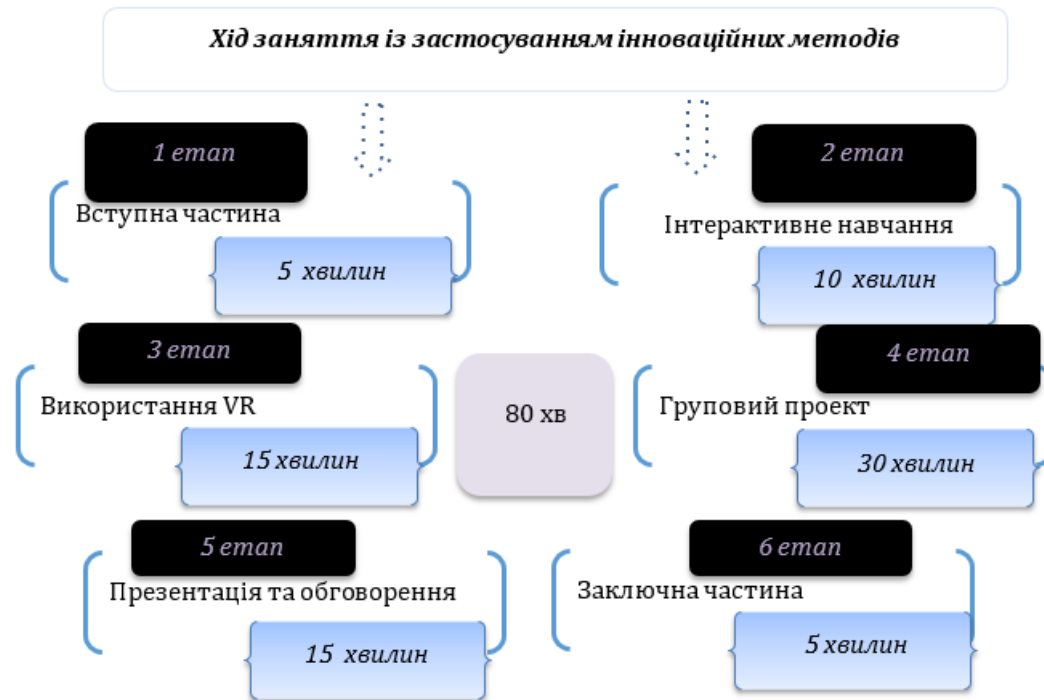 Хід заняття із застосуванням інноваційних методів
1 етап
Вступна частина
5 хвилин
2 етап
Інтерактивне навчання
10 хвилин
3 етап
Використання VR
15 хвилин
80 хв
4 етап
Груповий проект
30 хвилин
5 етап
Презентація та обговорення
15 хвилин
6 етап
Заключна частина
5 хвилин